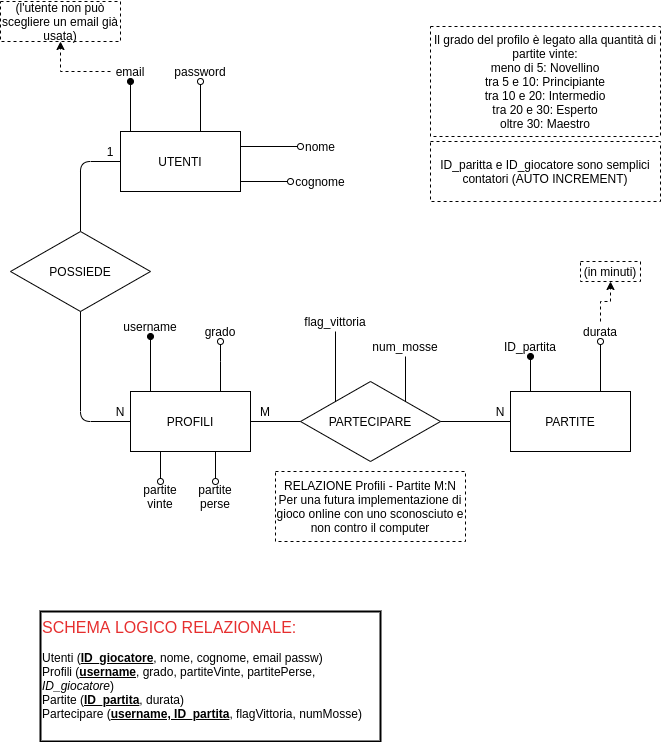 (l'utente non può
scegliere un email già
usata)
email
password
1
UTENTI
nome
cognome
Il grado del profilo è legato alla quantità di
partite vinte:
meno di 5: Novellino
tra 5 e 10: Principiante
tra 10 e 20: Intermedio
tra 20 e 30: Esperto
oltre 30: Maestro
ID_paritta e ID_giocatore sono semplici
contatori (AUTO INCREMENT)
POSSIEDE
(in minuti)
username
grado
flag_vittoria
num_mosse
ID_partita
durata
N
PROFILI
M
PARTECIPARE
N
PARTITE
partite
vinte
partite
perse
RELAZIONE Profili - Partite M:N
Per una futura implementazione di
gioco online con uno sconosciuto e
non contro il computer
SCHEMA LOGICO RELAZIONALE:
Utenti (ID_giocatore, nome, cognome, email passw)
Profili (username, grado, partiteVinte, partitePerse,
ID_giocatore)
Partite (ID_partita, durata)
Partecipare (username, ID_partita, flagVittoria, numMosse)